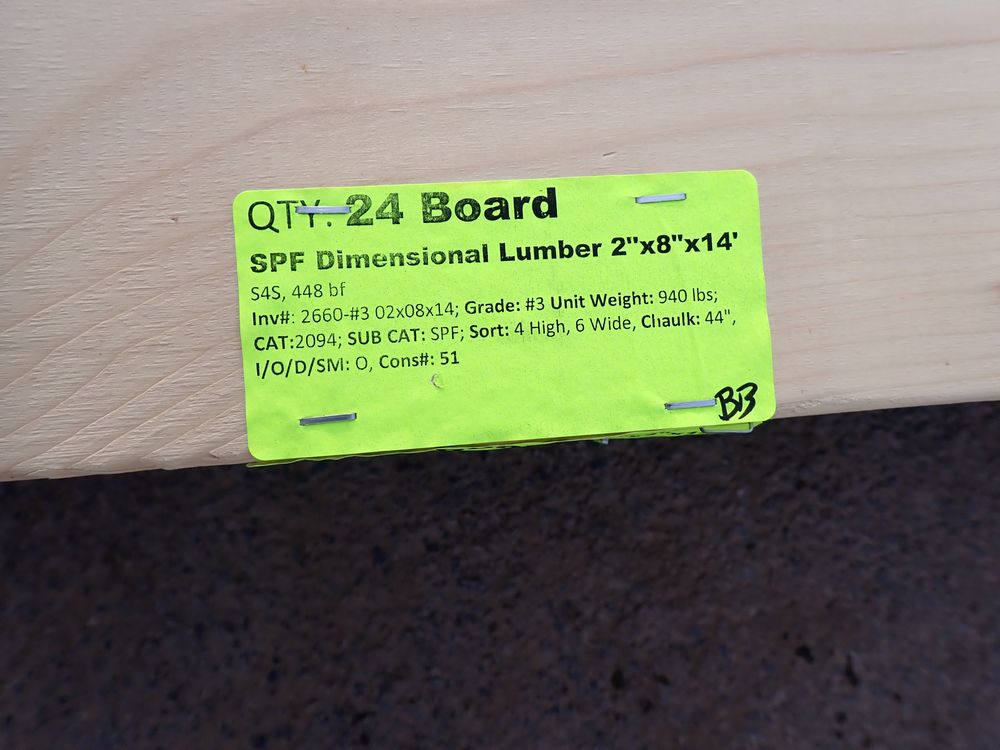 QTY: 24 Board
SPF Dimensional Lumber 2"x8"x14'
S4S, 448 bf
Inv#: 2660-#3 02x08x14; Grade: #3 Unit Weight: 940 lbs;
CAT:2094; SUB CAT: SPF; Sort: 4 High, 6 Wide, Chaulk: 44",
I/O/D/SM: O, Cons#: 51
BB